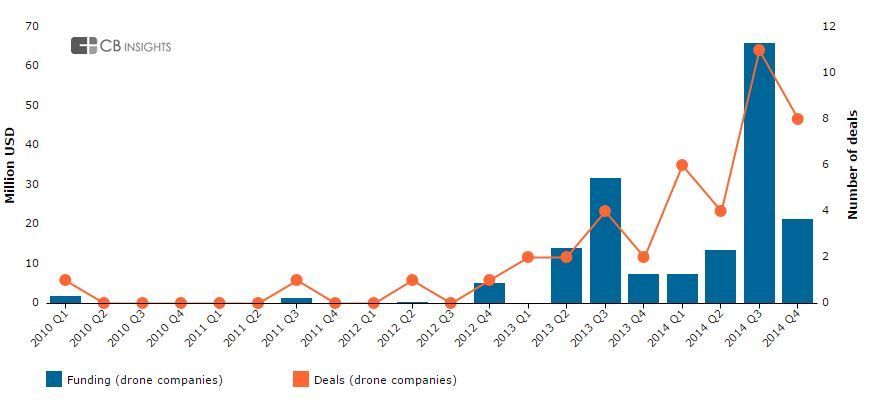 CB INSIGHTS
Million USD
70
60
50
40
30
20
10
0
12
10
8
6
4
2
0
Number of deals
2010 Q1
2010 Q2
2010 Q3
2010 Q4
2011 Q1
2011 Q2
2011 Q3
2011 Q4
2012 Q1
2012 Q2
2012 Q3
2012 Q4
2013 Q1
2013 Q2
2013 Q3
2013 Q4
2014 Q1
2014 Q2
2014 Q3
2014 Q4
Funding (drone companies)
Deals (drone companies)